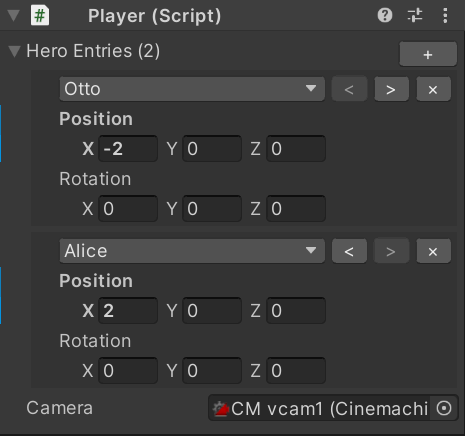 Player (Script)
Hero Entries (2)
+
Otto < > ×
Position
X -2 Y 0 Z 0
Rotation
X 0 Y 0 Z 0
Alice < > ×
Position
X 2 Y 0 Z 0
Rotation
X 0 Y 0 Z 0
Camera CM vcam1 (Cinemachi